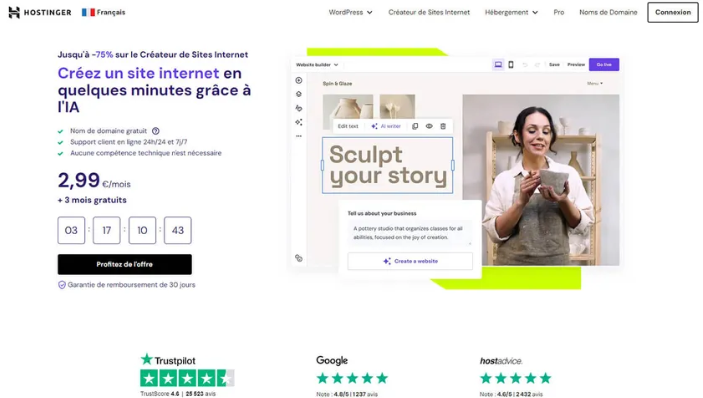 HOSTINGER
Français
WordPress
Créateur de Sites Internet
Hébergement
Pro
Noms de Domaine
Connexion
Jusqu'à -75% sur le Créateur de Sites Internet
Créez un site internet en
quelques minutes grâce à
l'IA
Nom de domaine gratuit
Support client en ligne 24h/24 et 7j/7
Aucune compétence technique n'est nécessaire
2,99 €/mois
+ 3 mois gratuits
03 : 17 : 10 : 43
Profitez de l'offre
Garantie de remboursement de 30 jours
Website builder
Save
Preview
Go live
Spin & Glaze
Menu
Edit text
AI writer
Sculpt
your story
Tell us about your business
A pottery studio that organizes classes for all
abilities, focused on the joy of creation.
Create a website
Trustpilot
TrustScore 4.6 | 25 523 avis
Google
Note : 4.8/5 | 1 237 avis
hostadvice.
Note : 4.6/5 | 2 432 avis